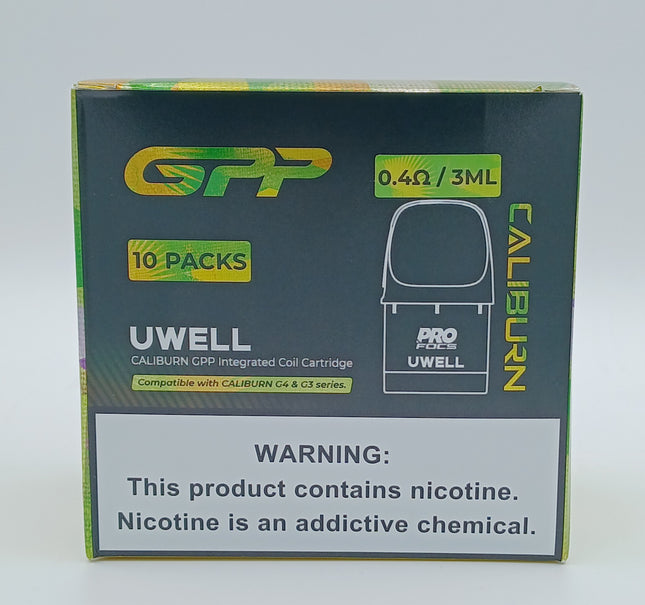 GPP
0.4Ω / 3ML
10 PACKS
CALIBURN
UWELL
CALIBURN GPP Integrated Coil Cartridge
Compatible with CALIBURN G4 & G3 series.
PRO
FOCS
UWELL
WARNING:
This product contains nicotine.
Nicotine is an addictive chemical.